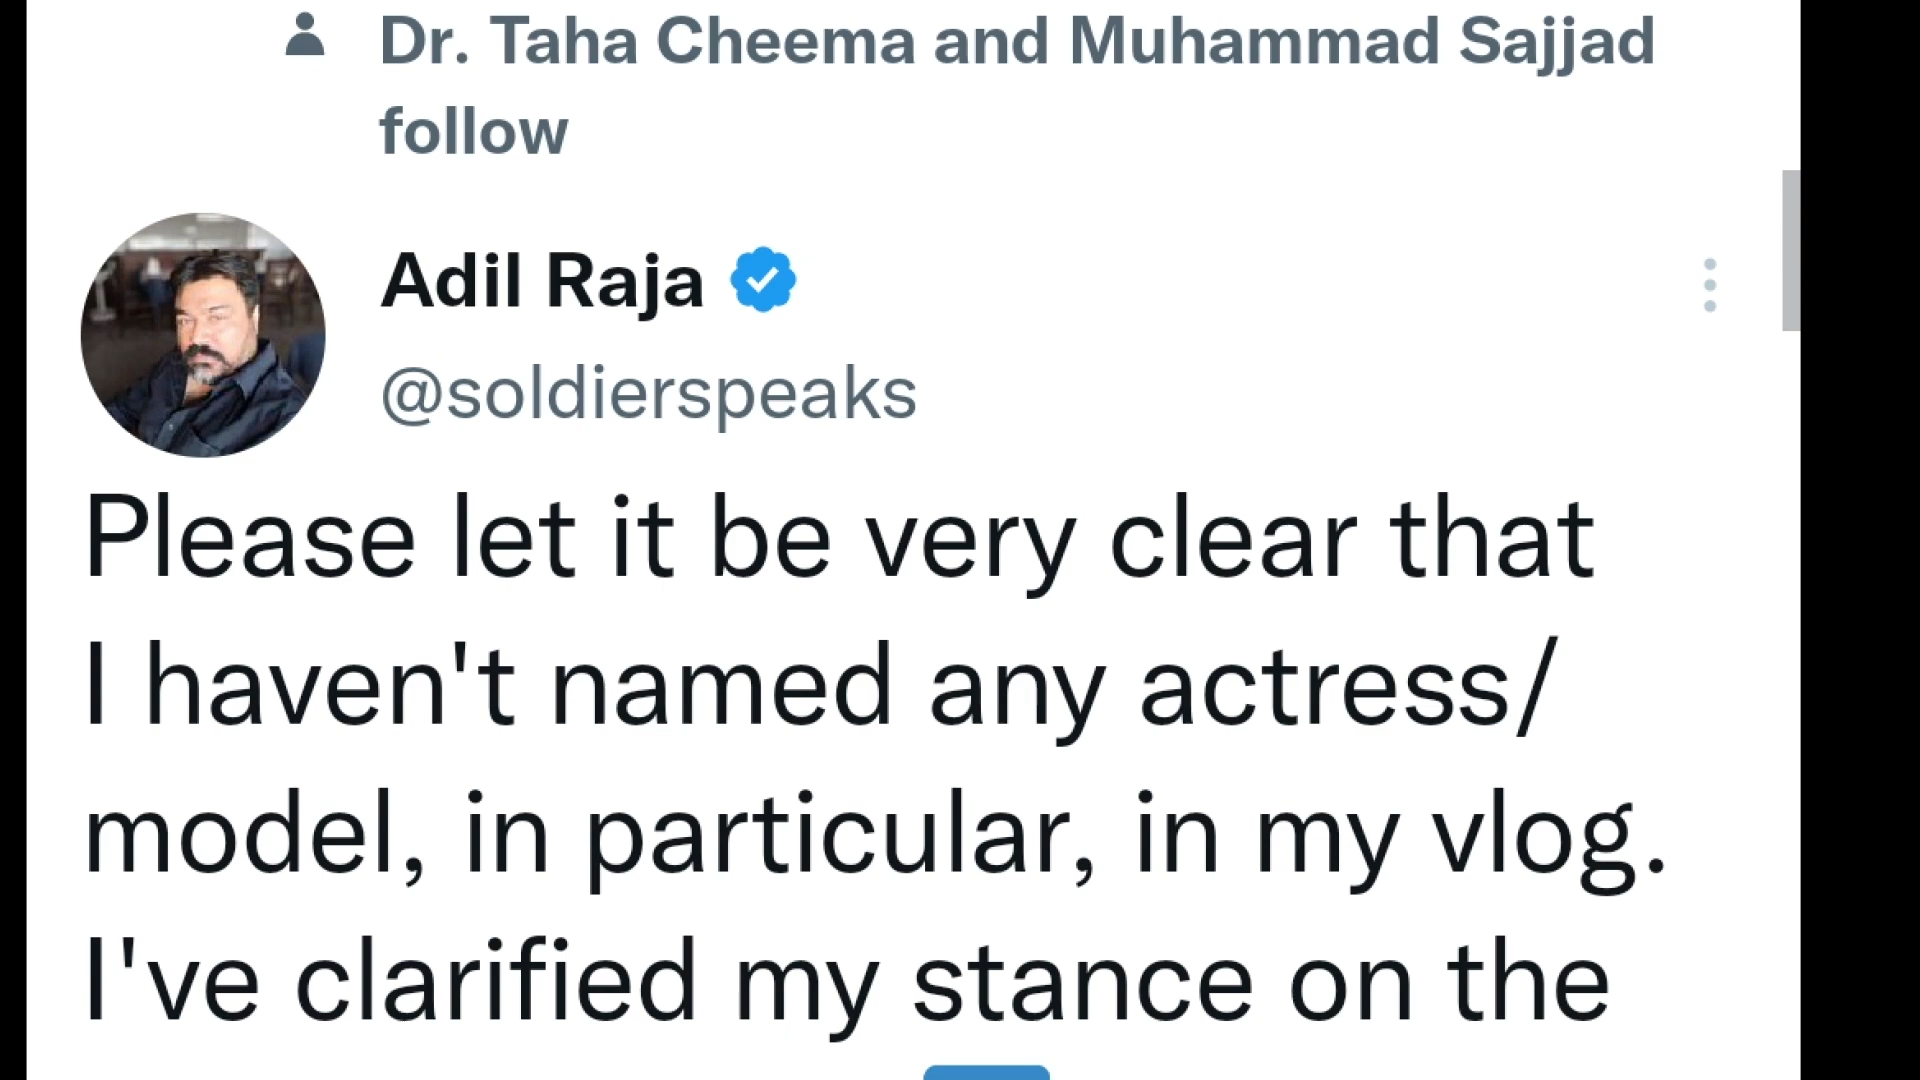 Dr. Taha Cheema and Muhammad Sajjad
follow
Adil Raja
@soldierspeaks
Please let it be very clear that
I haven't named any actress/
model, in particular, in my vlog.
I've clarified my stance on the